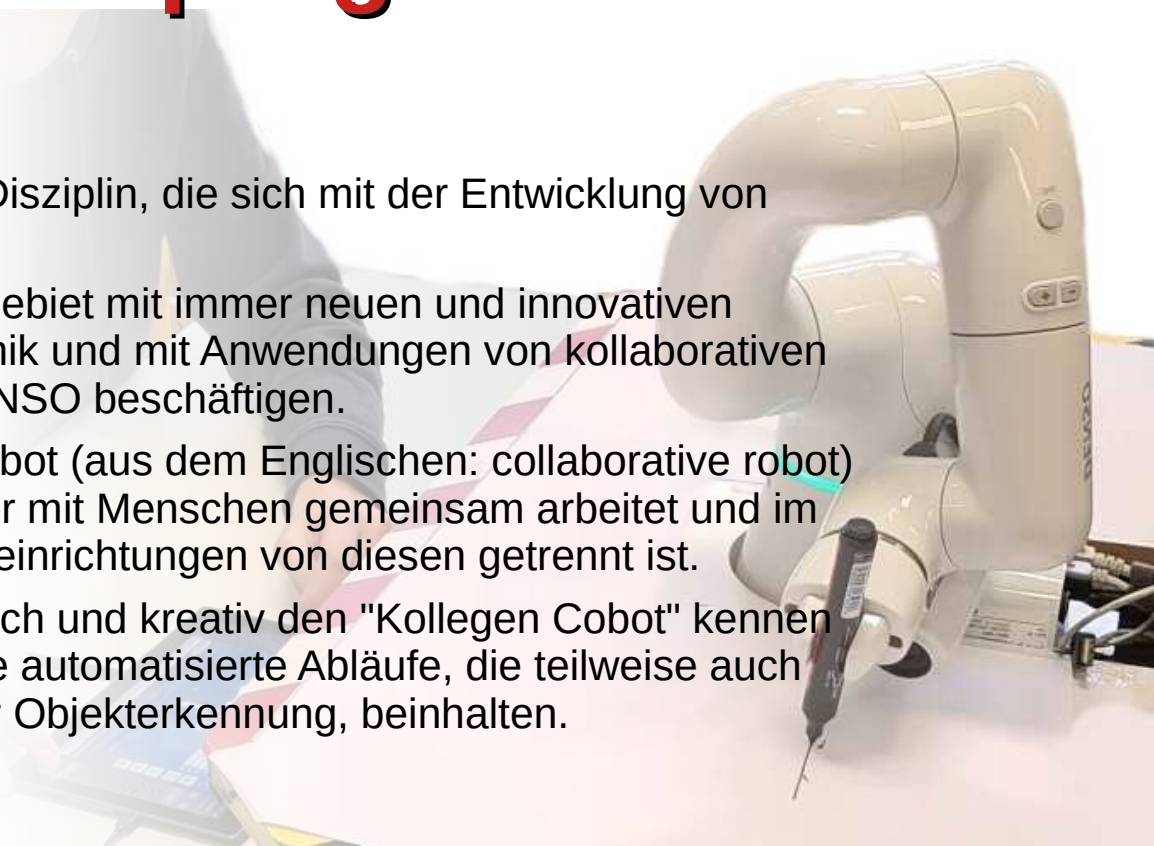 Disziplin, die sich mit der Entwicklung von
ebiet mit immer neuen und innovativen
nik und mit Anwendungen von kollaborativen
NSO beschäftigen.
bot (aus dem Englischen: collaborative robot)
r mit Menschen gemeinsam arbeitet und im
einrichtungen von diesen getrennt ist.
ch und kreativ den "Kollegen Cobot" kennen
e automatisierte Abläufe, die teilweise auch
r Objekterkennung, beinhalten.
DENSO